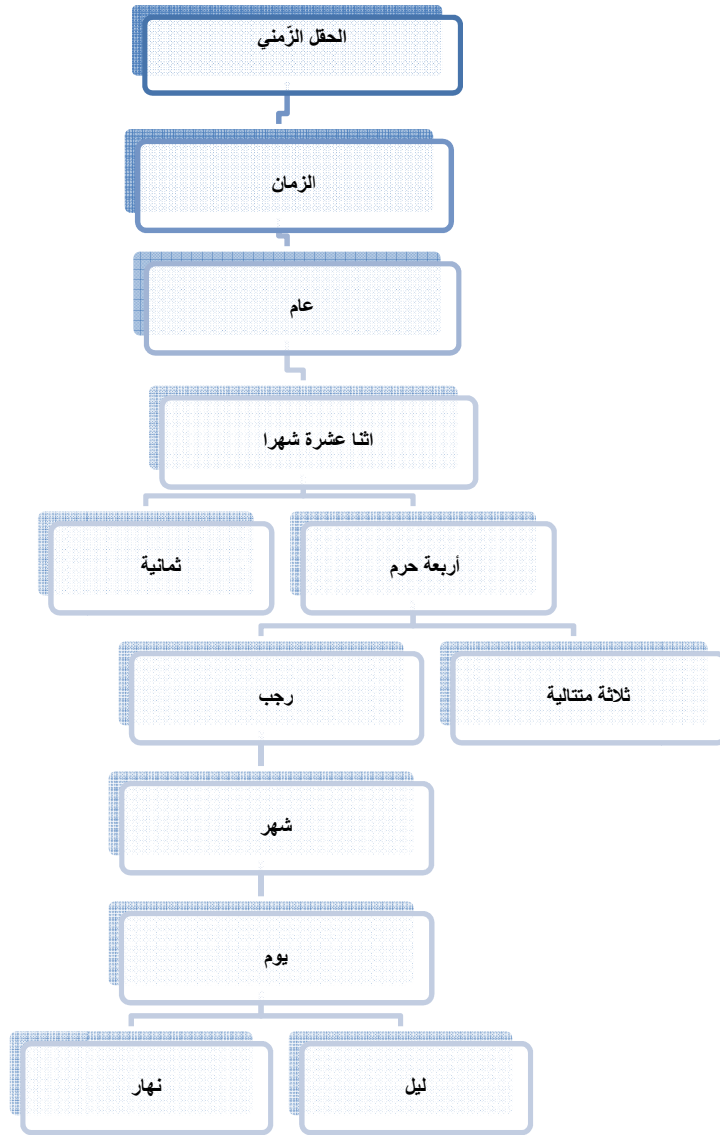 الحقل الزّمني
الزمان
عام
اثنا عشرة شهرا
أربعة حرم
ثمانية
ثلاثة متتالية
رجب
شهر
يوم
ليل
نهار